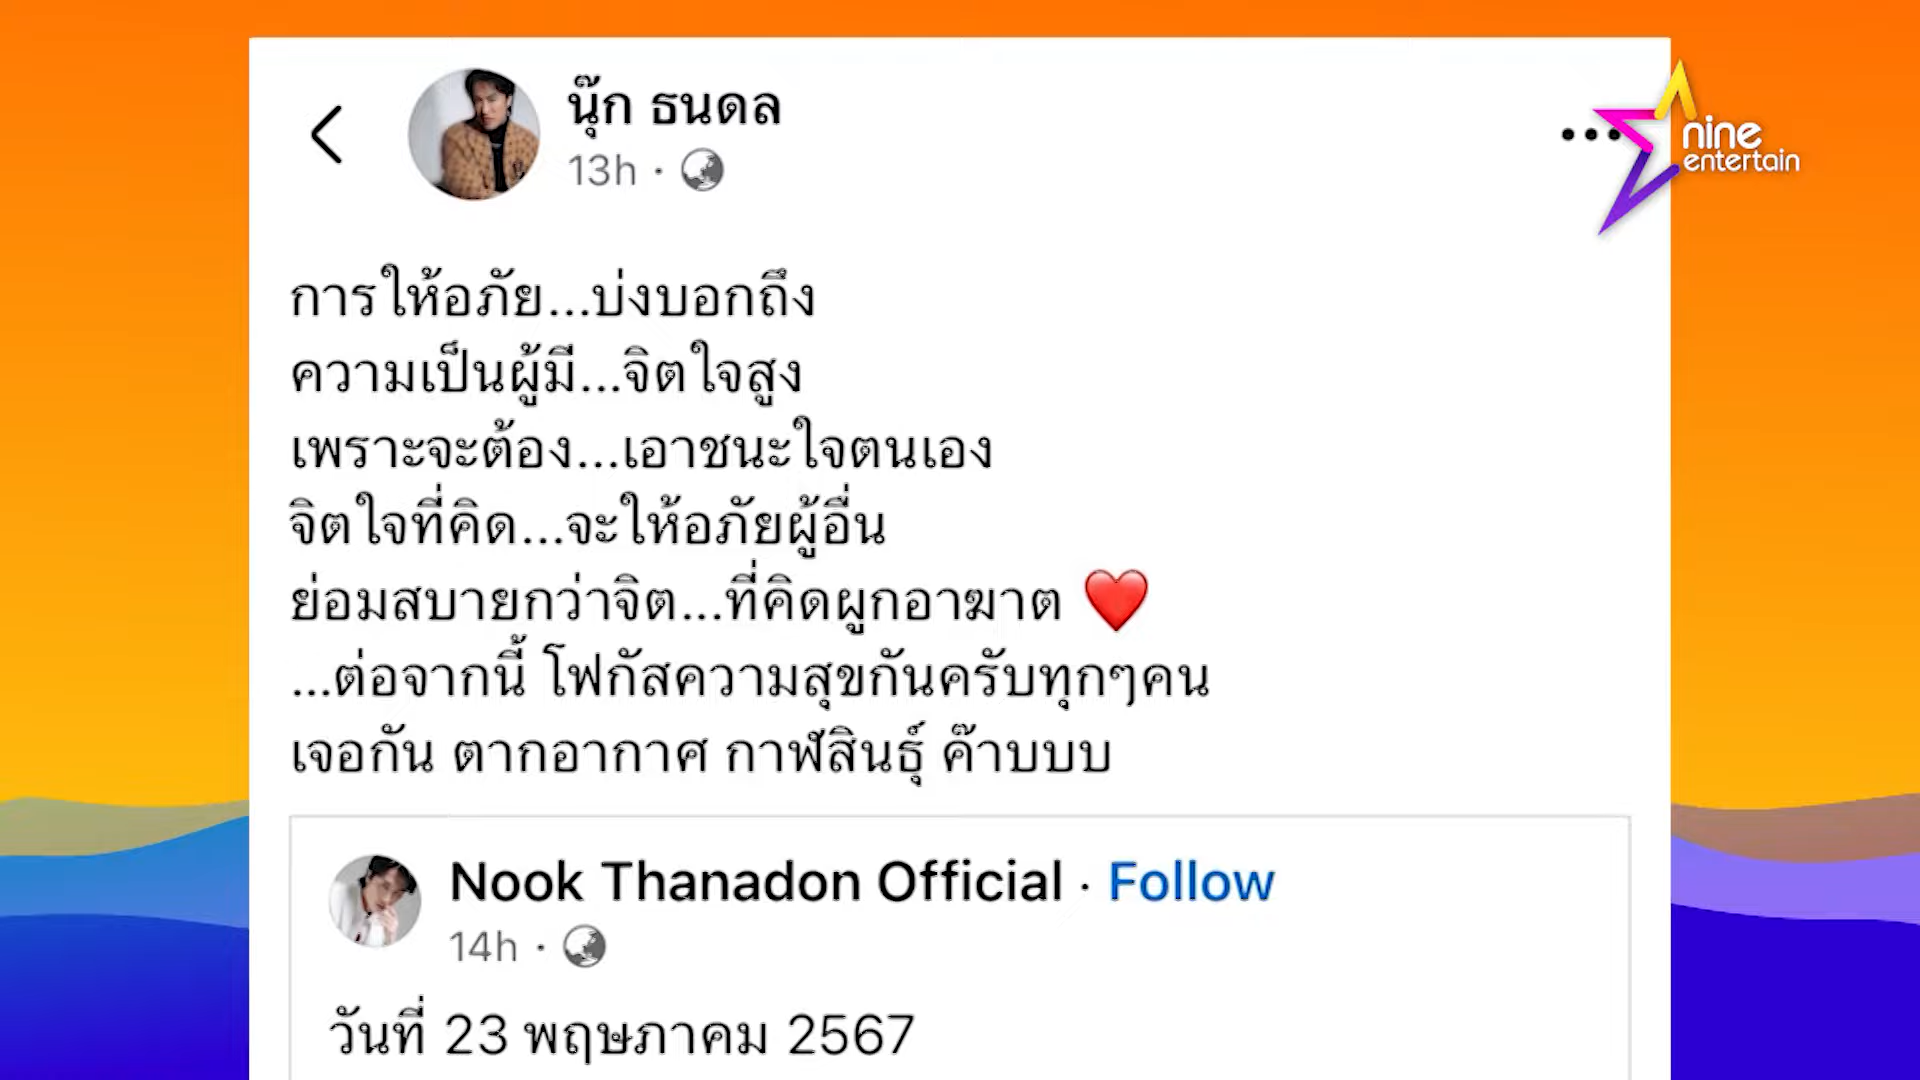 นุ๊ก ธนดล
13h ·
nine
entertain
การให้อภัย...บ่งบอกถึง
ความเป็นผู้มี...จิตใจสูง
เพราะจะต้อง...เอาชนะใจตนเอง
จิตใจที่คิด...จะให้อภัยผู้อื่น
ย่อมสบายกว่าจิต...ที่คิดผูกอาฆาต ❤️
...ต่อจากนี้ โฟกัสความสุขกันครับทุกๆคน
เจอกัน ตากอากาศ กาฬสินธุ์ ค๊าบบบ
Nook Thanadon Official · Follow
14h ·
วันที่ 23 พฤษภาคม 2567